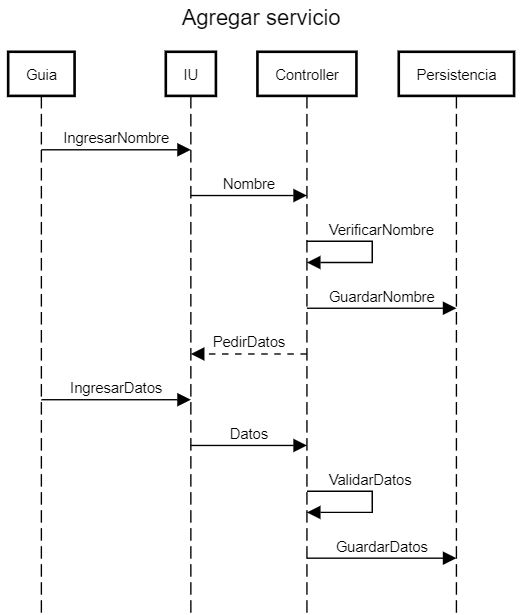 Agregar servicio
Guia
IU
Controller
Persistencia
IngresarNombre
Nombre
VerificarNombre
GuardarNombre
PedirDatos
IngresarDatos
Datos
ValidarDatos
GuardarDatos